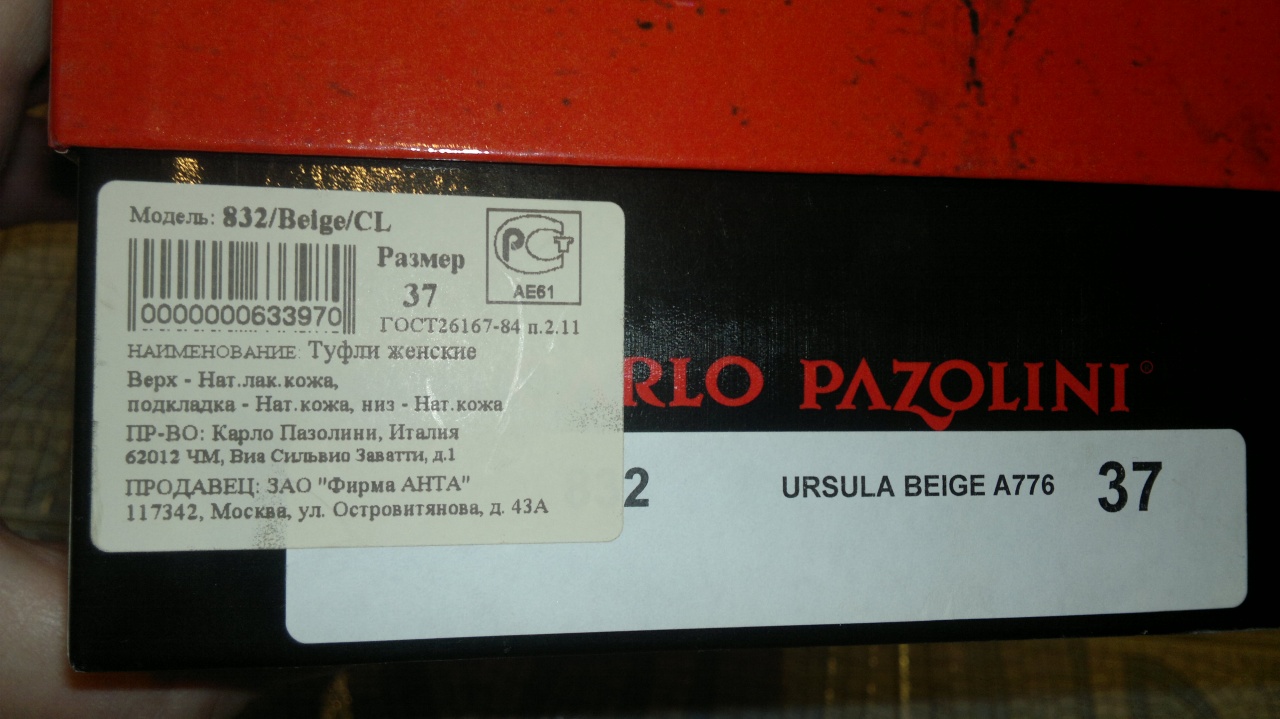 Модель: 832/Beige/CL
Размер
37
РСТ
АЕ61
0000000633970
ГОСТ26167-84 п.2.11
НАИМЕНОВАНИЕ: Туфли женские
Верх - Нат.лак.кожа,
подкладка - Нат.кожа, низ - Нат.кожа
ПР-ВО: Карло Пазолини, Италия
62012 ЧМ, Виа Сильвио Заватти, д.1
ПРОДАВЕЦ: ЗАО "Фирма АНТА"
117342, Москва, ул. Островитянова, д. 43А
RLO PAZOLINI
2 URSULA BEIGE A776 37